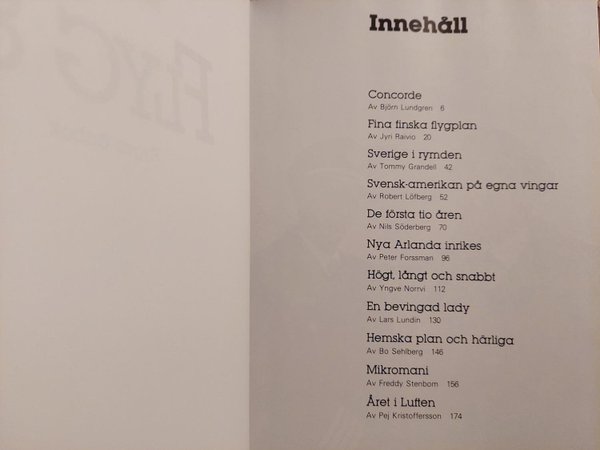 Innehåll
Concorde
Av Björn Lundgren 6
Fina finska flygplan
Av Jyri Raivio 20
Sverige i rymden
Av Tommy Grandell 42
Svensk-amerikan på egna vingar
Av Robert Löfberg 52
De första tio åren
Av Nils Söderberg 70
Nya Arlanda inrikes
Av Peter Forssman 96
Högt, långt och snabbt
Av Yngve Norrvi 112
En bevingad lady
Av Lars Lundin 130
Hemska plan och härliga
Av Bo Sehlberg 146
Mikromani
Av Freddy Stenbom 156
Året i Luften
Av Pej Kristoffersson 174